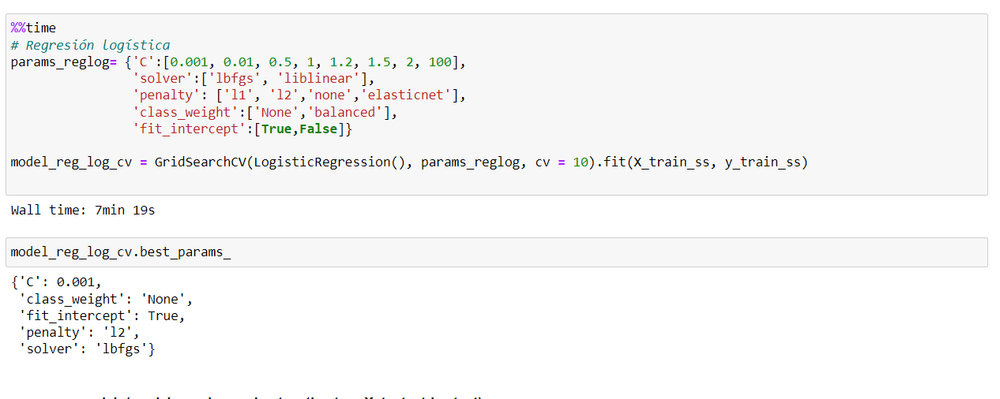 %%time
# Regresión logística
params_reglog= {'C':[0.001, 0.01, 0.5, 1, 1.2, 1.5, 2, 100],
'solver':['lbfgs', 'liblinear'],
'penalty': ['l1', 'l2','none','elasticnet'],
'class_weight':['None','balanced'],
'fit_intercept':[True,False]}
model_reg_log_cv = GridSearchCV(LogisticRegression(), params_reglog, cv = 10).fit(X_train_ss, y_train_ss)
Wall time: 7min 19s
model_reg_log_cv.best_params_
{'C': 0.001,
'class_weight': 'None',
'fit_intercept': True,
'penalty': 'l2',
'solver': 'lbfgs'}